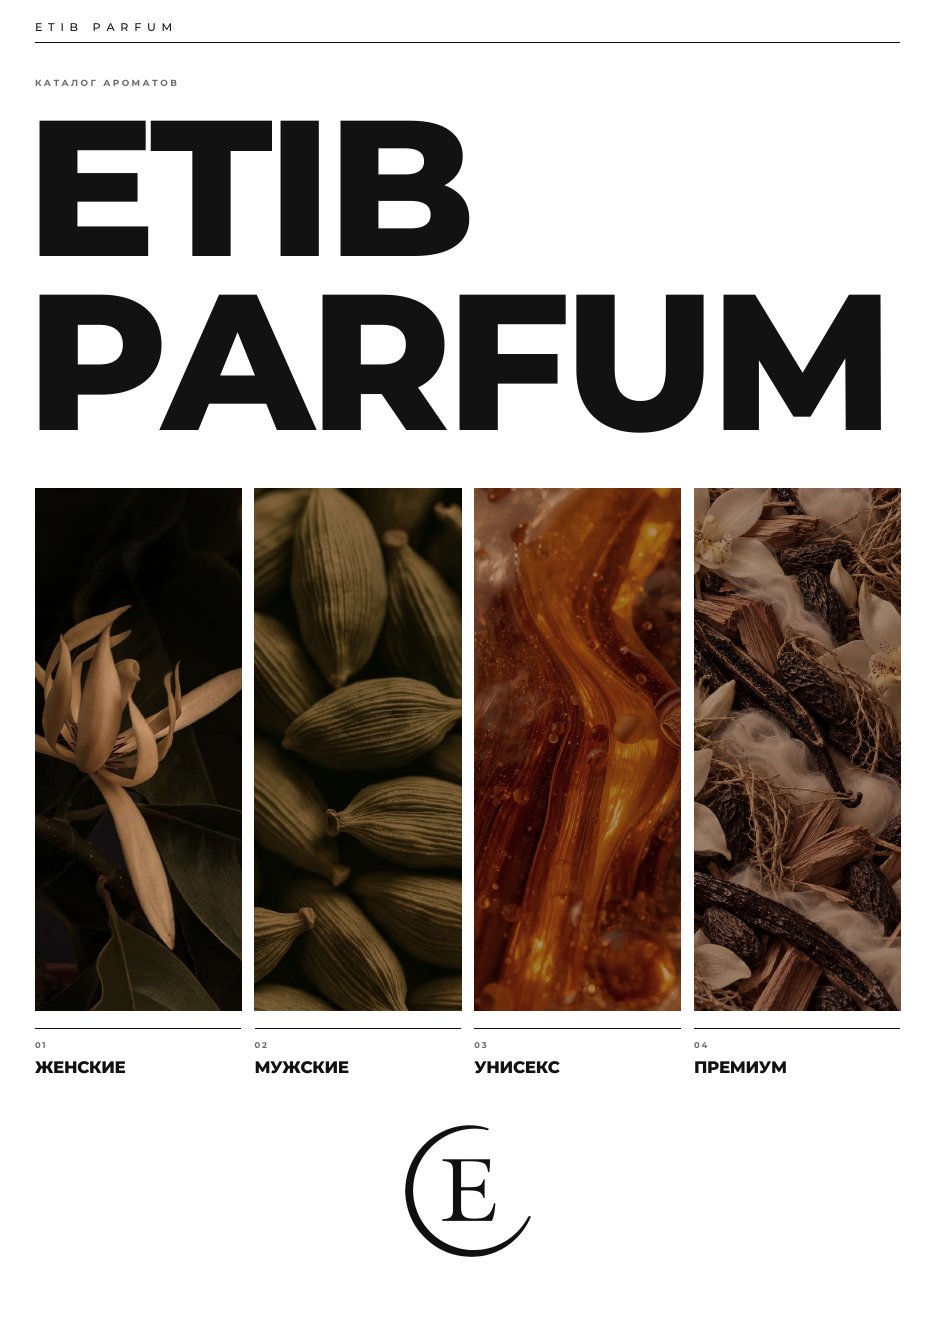 ETIB PARFUM
КАТАЛОГ АРОМАТОВ
ETIB
PARFUM
01
ЖЕНСКИЕ
02
МУЖСКИЕ
03
УНИСЕКС
04
ПРЕМИУМ
E